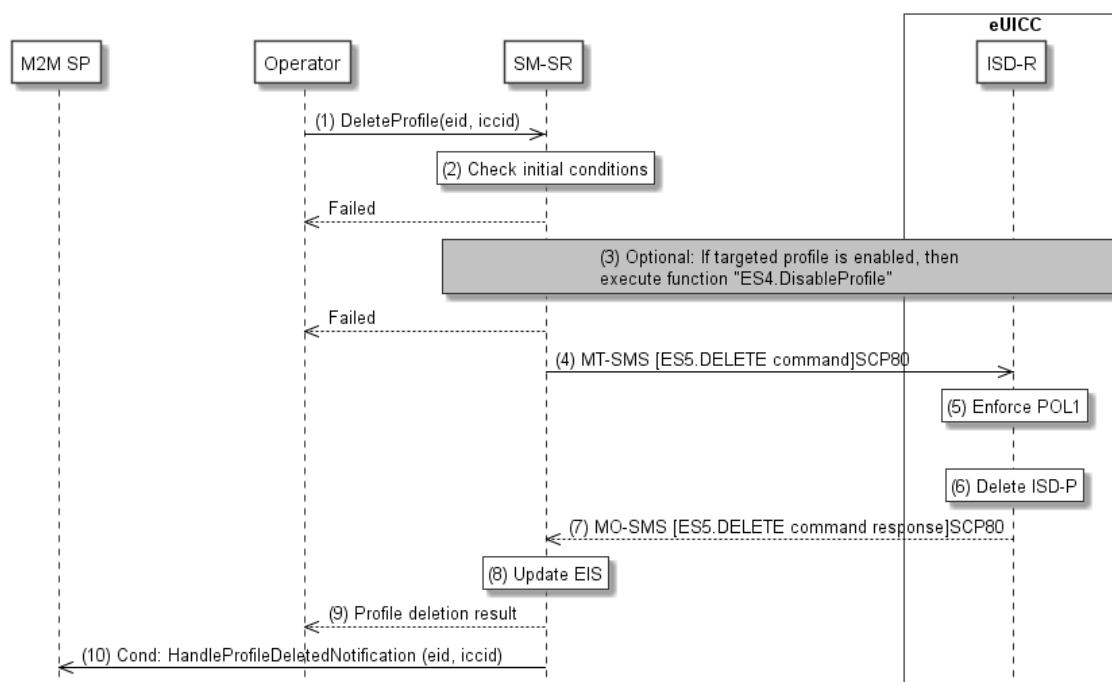 eUICC
M2M SP
Operator
SM-SR
ISD-R
(1) DeleteProfile(eid, iccid)
(2) Check initial conditions
Failed
(3) Optional: If targeted profile is enabled, then
execute function "ES4.DisableProfile"
Failed
(4) MT-SMS [ES5.DELETE command]SCP80
(5) Enforce POL1
(6) Delete ISD-P
(7) MO-SMS [ES5.DELETE command response]SCP80
(8) Update EIS
(9) Profile deletion result
(10) Cond: HandleProfileDeletedNotification (eid, iccid)